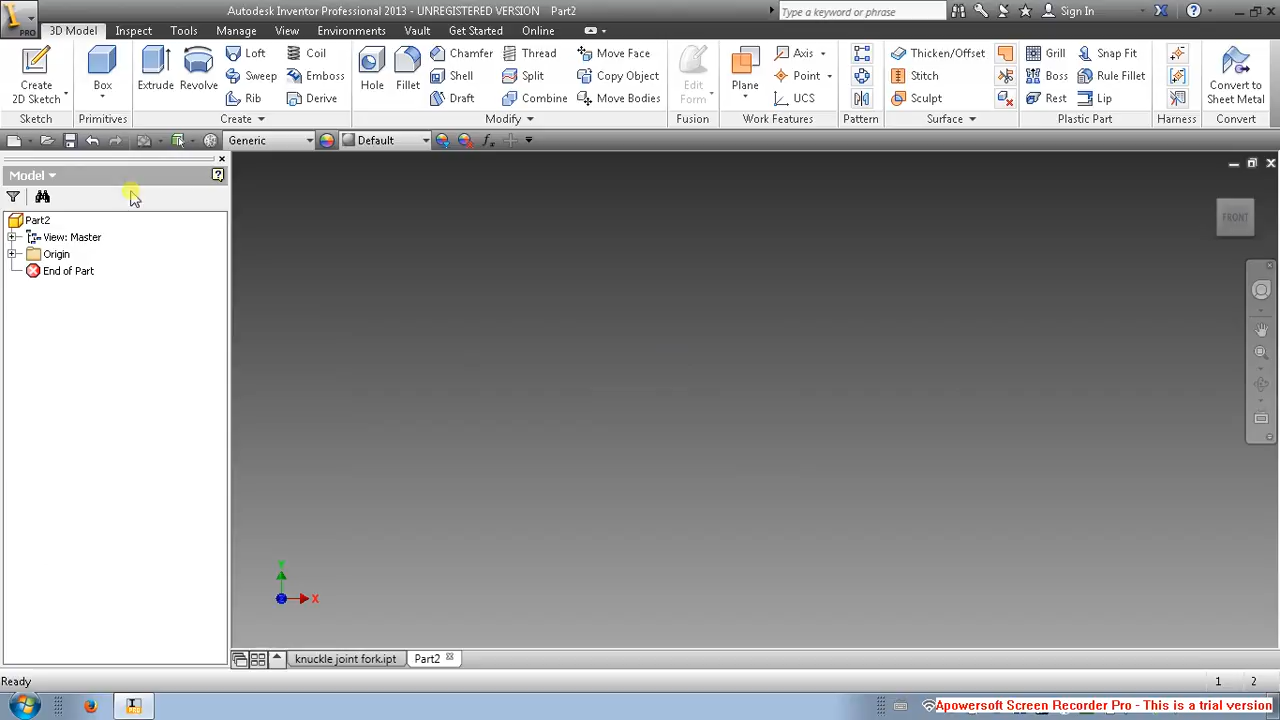 Autodesk Inventor Professional 2013 - UNREGISTERED VERSION Part2
Type a keyword or phrase
Sign In
PRO
3D Model Inspect Tools Manage View Environments Vault Get Started Online
Create 2D Sketch
Box
Extrude
Revolve
Loft
Sweep
Rib
Coil
Emboss
Derive
Hole
Fillet
Chamfer
Shell
Draft
Thread
Split
Combine
Move Face
Copy Object
Move Bodies
Edit Form
Plane
Axis
Point
UCS
Thicken/Offset
Stitch
Sculpt
Grill
Boss
Rest
Snap Fit
Rule Fillet
Lip
Convert to Sheet Metal
Sketch Primitives Create Modify Fusion Work Features Pattern Surface Plastic Part Harness Convert
Generic Default fx
Model
Part2
View: Master
Origin
End of Part
FRONT
Y
X
knuckle joint fork.ipt Part2
Ready 1 2
Apowersoft Screen Recorder Pro - This is a trial version